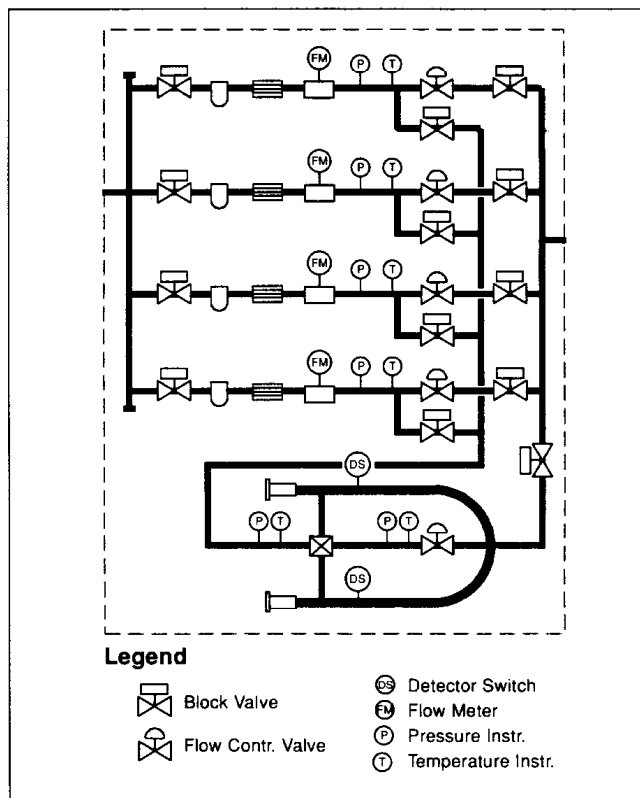 FM
P T
FM
P T
FM
P T
FM
P T
DS
P T P T
DS
Legend
Block Valve
Flow Contr. Valve
DS Detector Switch
FM Flow Meter
P Pressure Instr.
T Temperature Instr.